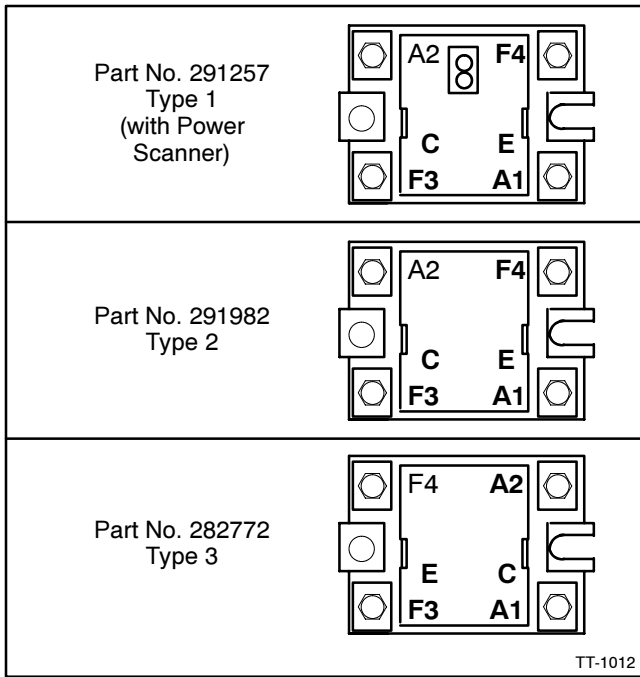 Part No. 291257
Type 1
(with Power
Scanner)
A2 F4
C E
F3 A1
Part No. 291982
Type 2
A2 F4
C E
F3 A1
Part No. 282772
Type 3
F4 A2
E C
F3 A1
TT-1012